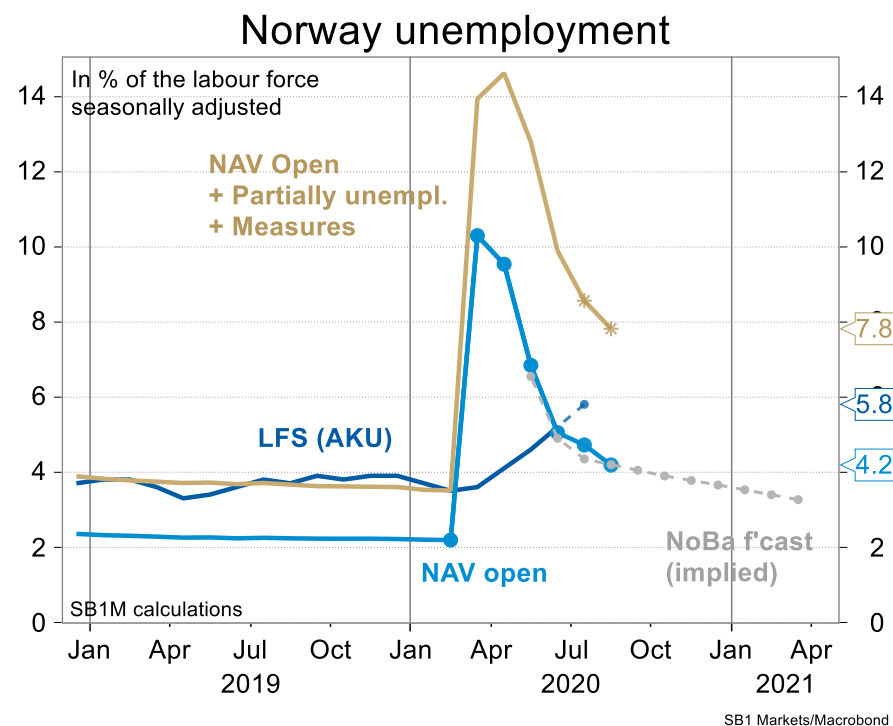 Norway unemployment
In % of the labour force
seasonally adjusted
NAV Open
+ Partially unempl.
+ Measures
LFS (AKU)
NAV open
NoBa f'cast
(implied)
SB1M calculations
14
12
10
8
6
4
2
0
14
12
10
7.8
5.8
4.2
2
0
Jan Apr Jul Oct Jan Apr Jul Oct Jan Apr
2019 2020 2021
SB1 Markets/Macrobond